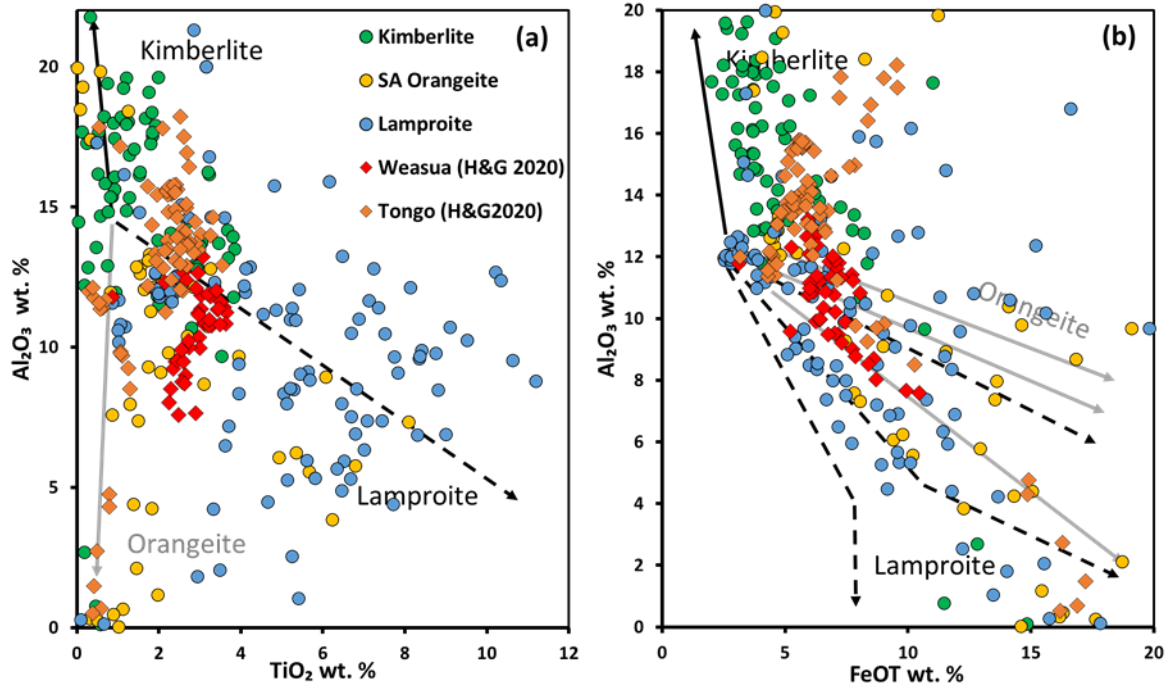 (a)
Kimberlite
Kimberlite
SA Orangeite
Lamproite
Weasua (H&G 2020)
Tongo (H&G2020)
Orangeite
Lamproite
Al₂O₃ wt. %
20
15
10
5
0
0 2 4 6 8 10 12
TiO₂ wt. %
(b)
Kimberlite
Orangeite
Lamproite
Al₂O₃ wt. %
20
18
16
14
12
10
8
6
4
2
0
0 5 10 15 20
FeOT wt. %